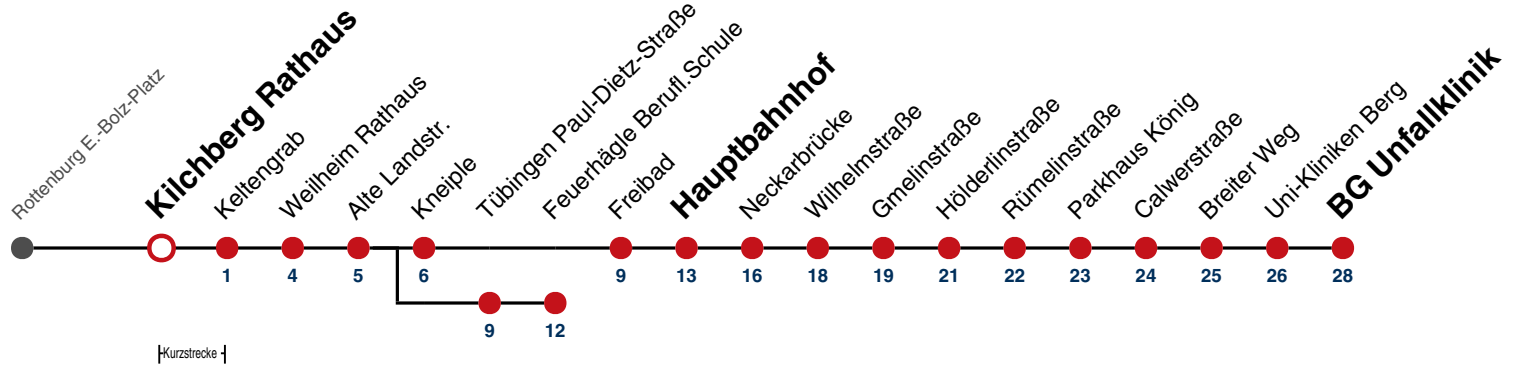 Rottenburg E.-Bolz-Platz
Kilchberg Rathaus
Keltengrab
Weilheim Rathaus
Alte Landstr.
Kneiple
Tübingen Paul-Dietz-Straße
Feuerhägle Berufl.Schule
Freibad
Hauptbahnhof
Neckarbrücke
Wilhelmstraße
Gmelinstraße
Hölderlinstraße
Rümelinstraße
Parkhaus König
Calwerstraße
Breiter Weg
Uni-Kliniken Berg
BG Unfallklinik
1 4 5 6 9 13 16 18 19 21 22 23 24 25 26 28
9 12
Kurzstrecke